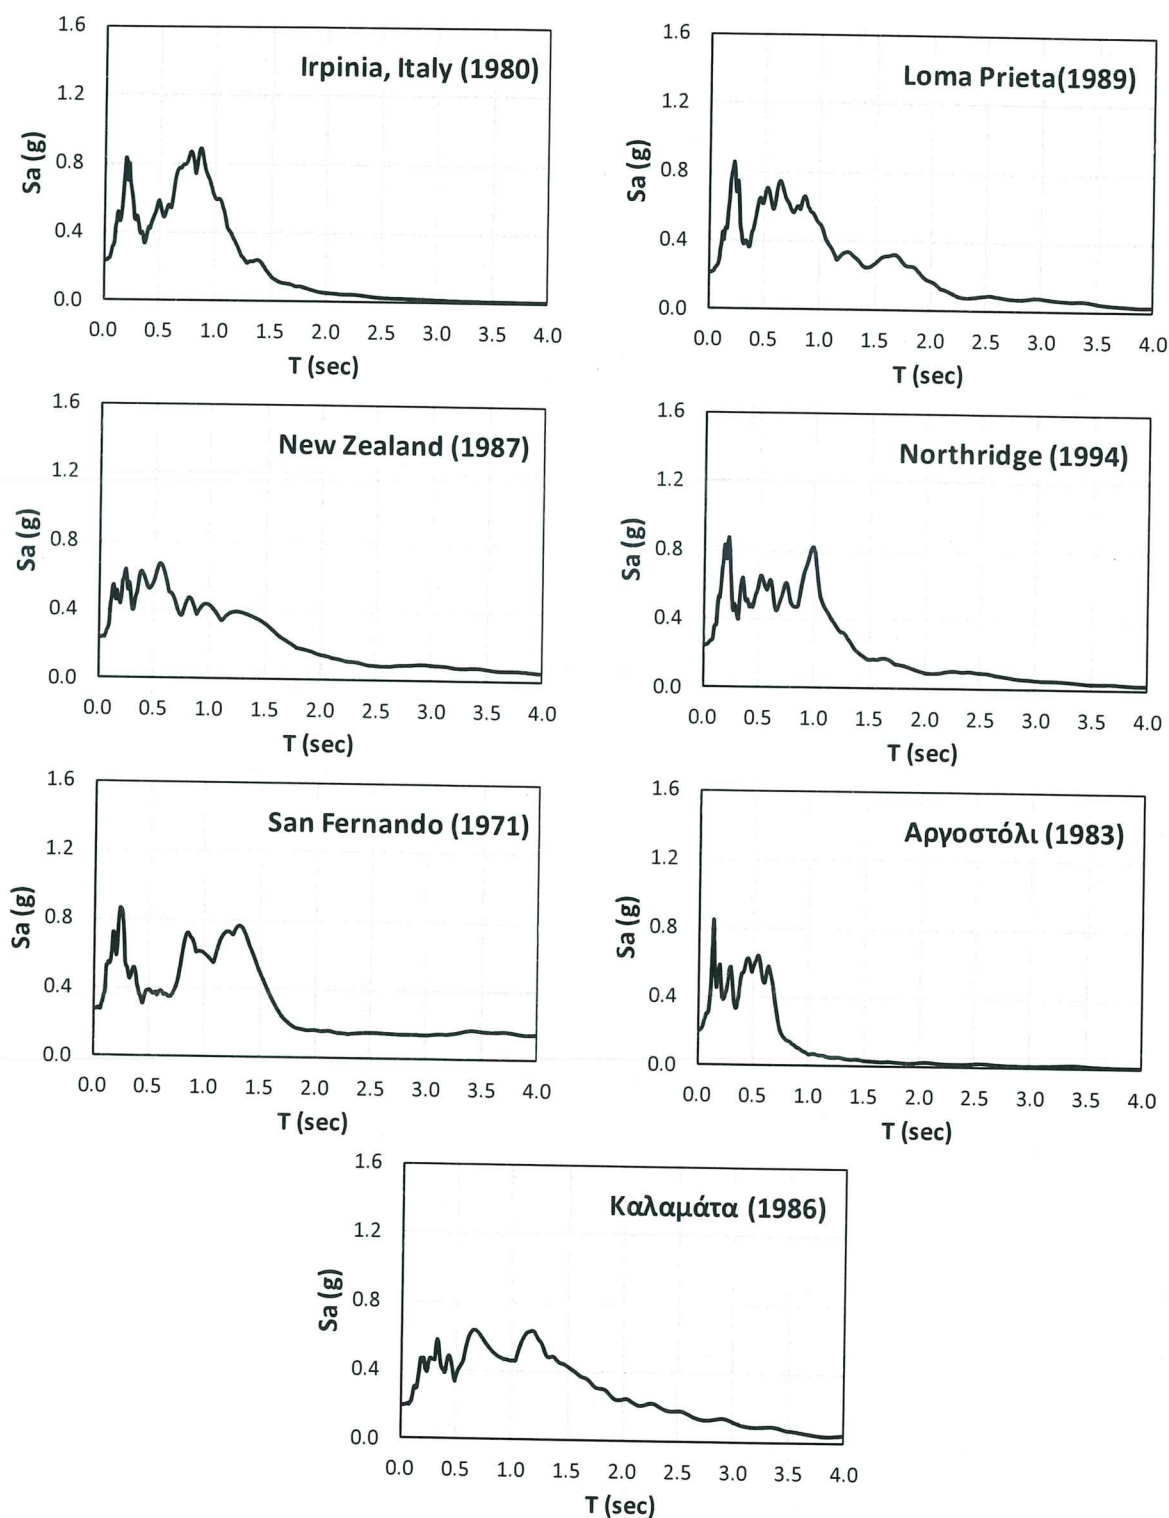 Irpinia, Italy (1980)
Sa (g)
1.6
1.2
0.8
0.4
0.0
0.0 0.5 1.0 1.5 2.0 2.5 3.0 3.5 4.0
T (sec)
Loma Prieta(1989)
Sa (g)
1.6
1.2
0.8
0.4
0.0
0.0 0.5 1.0 1.5 2.0 2.5 3.0 3.5 4.0
T (sec)
New Zealand (1987)
Sa (g)
1.6
1.2
0.8
0.4
0.0
0.0 0.5 1.0 1.5 2.0 2.5 3.0 3.5 4.0
T (sec)
Northridge (1994)
Sa (g)
1.6
1.2
0.8
0.4
0.0
0.0 0.5 1.0 1.5 2.0 2.5 3.0 3.5 4.0
T (sec)
San Fernando (1971)
Sa (g)
1.6
1.2
0.8
0.4
0.0
0.0 0.5 1.0 1.5 2.0 2.5 3.0 3.5 4.0
T (sec)
Αργοστόλι (1983)
Sa (g)
1.6
1.2
0.8
0.4
0.0
0.0 0.5 1.0 1.5 2.0 2.5 3.0 3.5 4.0
T (sec)
Καλαμάτα (1986)
Sa (g)
1.6
1.2
0.8
0.4
0.0
0.0 0.5 1.0 1.5 2.0 2.5 3.0 3.5 4.0
T (sec)